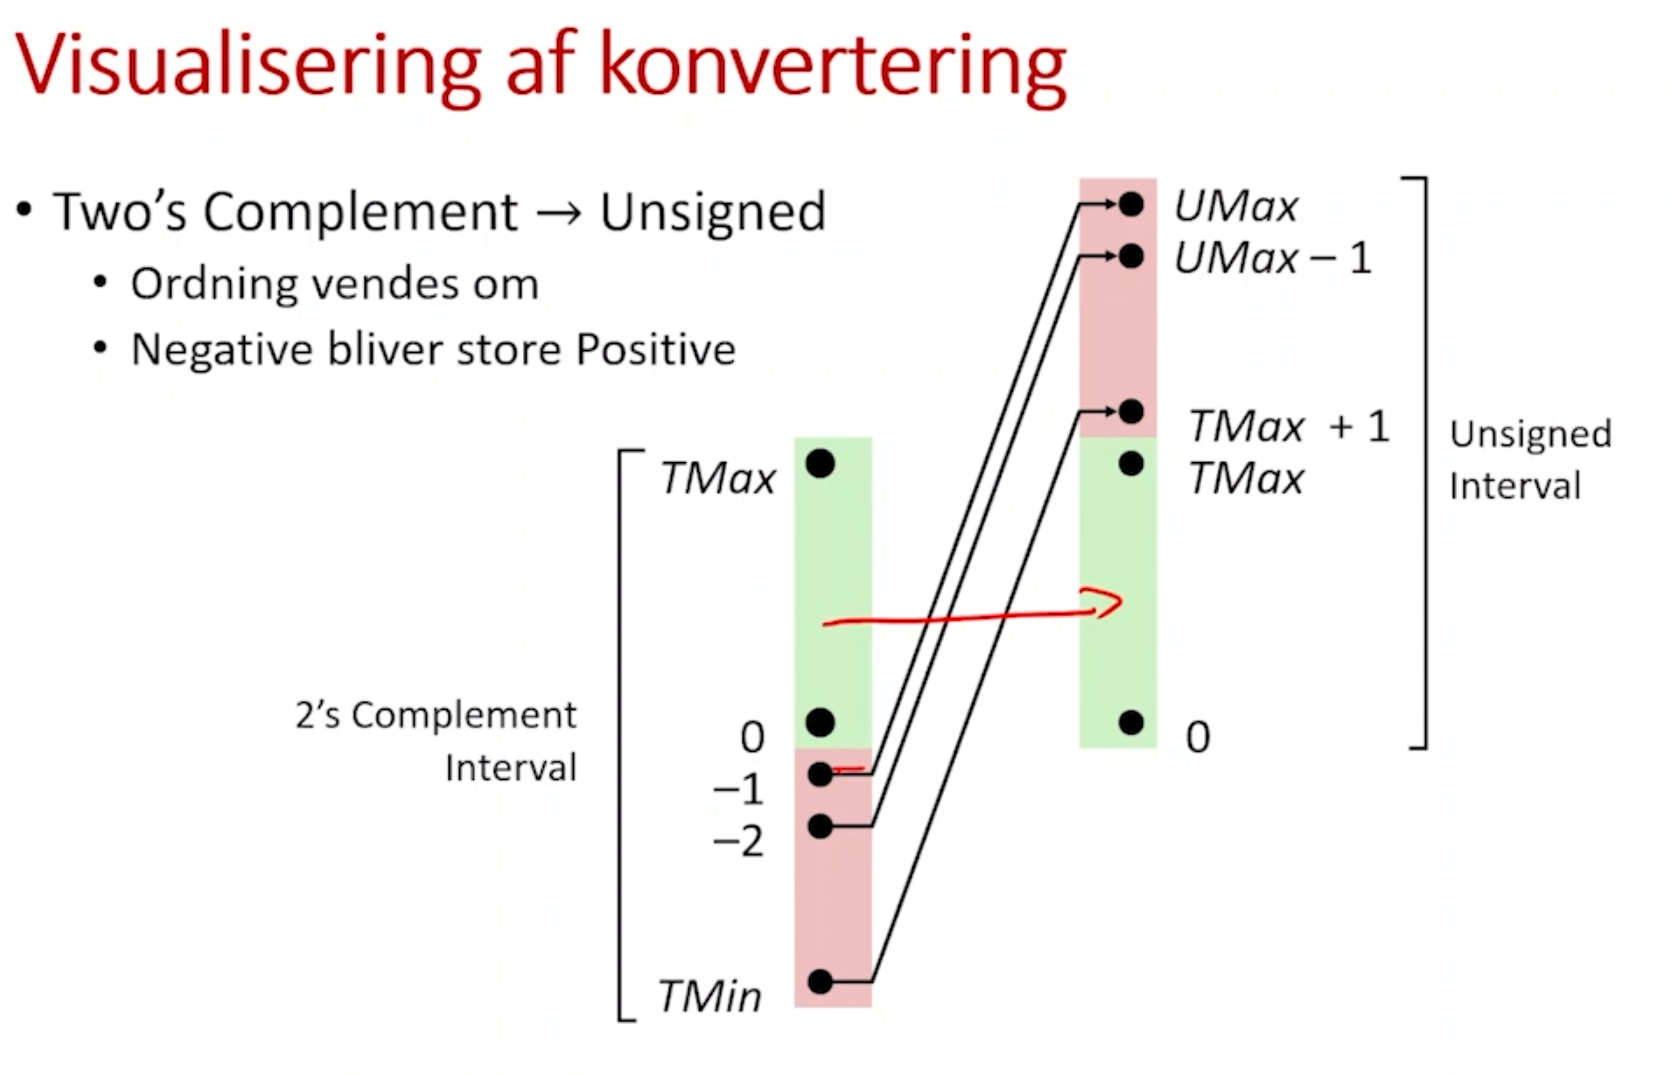 Visualisering af konvertering
• Two’s Complement → Unsigned
• Ordning vendes om
• Negative bliver store Positive
UMax
UMax – 1
TMax + 1
TMax
Unsigned
Interval
0
TMax
2’s Complement
Interval
0
–1
–2
TMin